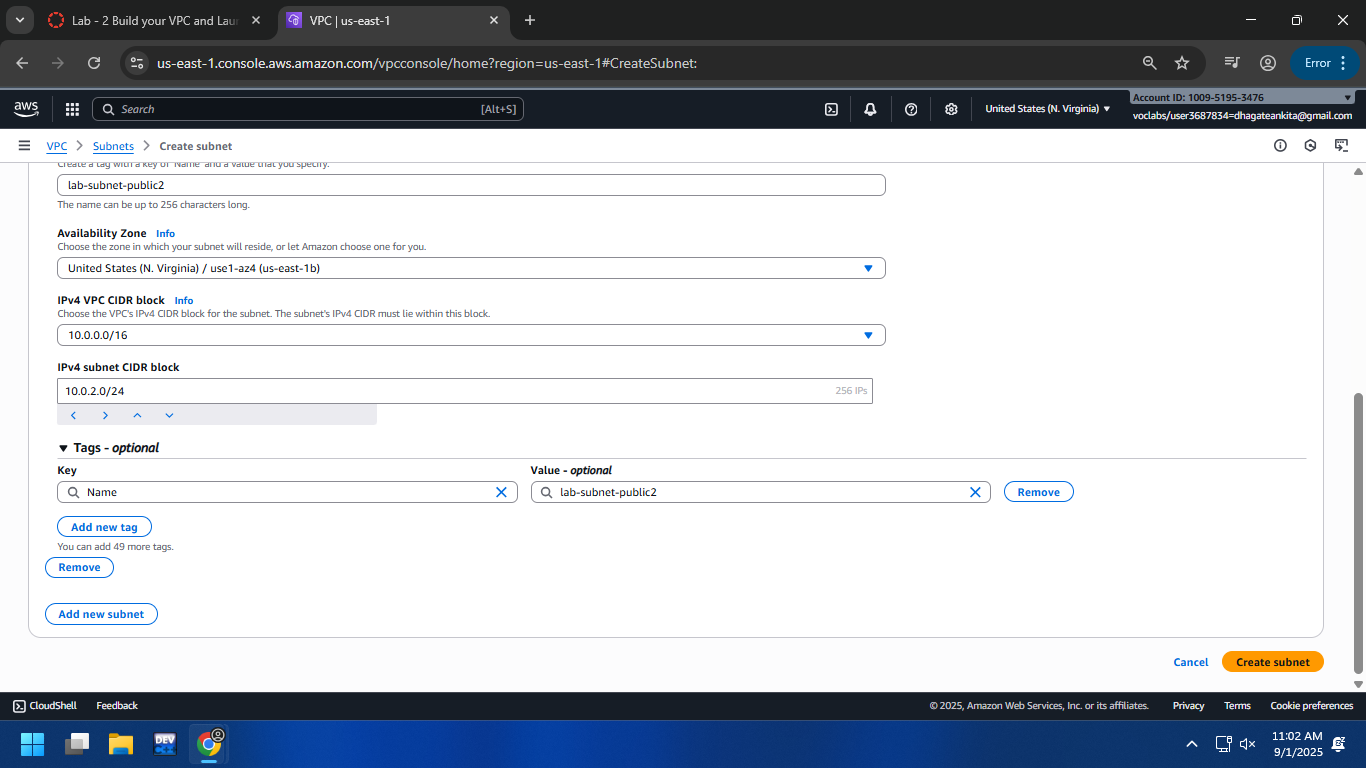 Lab - 2 Build your VPC and Lau
VPC | us-east-1
us-east-1.console.aws.amazon.com/vpcconsole/home?region=us-east-1#CreateSubnet:
Error
aws
Search
[Alt+S]
United States (N. Virginia)
Account ID: 1009-5195-3476
voclabs/user3687834=dhagateankita@gmail.com
VPC
Subnets
Create subnet
Create a tag with a key of 'Name' and a value that you specify.
lab-subnet-public2
The name can be up to 256 characters long.
Availability Zone Info
Choose the zone in which your subnet will reside, or let Amazon choose one for you.
United States (N. Virginia) / use1-az4 (us-east-1b)
IPv4 VPC CIDR block Info
Choose the VPC's IPv4 CIDR block for the subnet. The subnet's IPv4 CIDR must lie within this block.
10.0.0.0/16
IPv4 subnet CIDR block
10.0.2.0/24
256 IPs
Tags - optional
Key
Value - optional
Name
lab-subnet-public2
Remove
Add new tag
You can add 49 more tags.
Remove
Add new subnet
Cancel
Create subnet
CloudShell
Feedback
© 2025, Amazon Web Services, Inc. or its affiliates.
Privacy
Terms
Cookie preferences
DEV
11:02 AM
9/1/2025